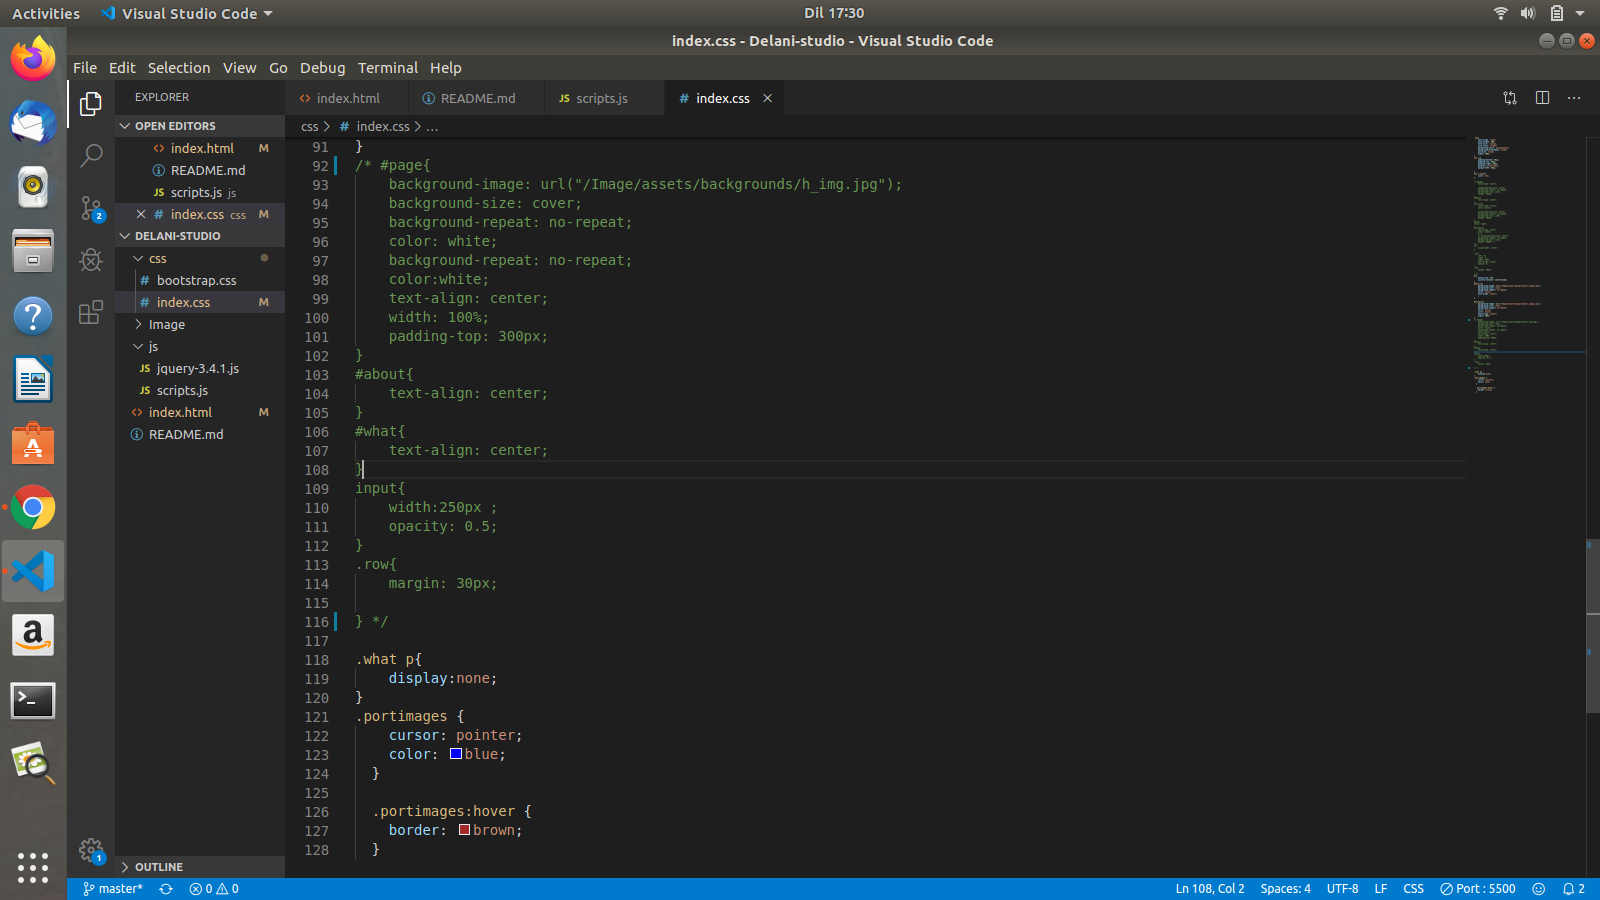 Activities
Visual Studio Code
Dil 17:30
index.css - Delani-studio - Visual Studio Code
File Edit Selection View Go Debug Terminal Help
EXPLORER
index.html
README.md
JS scripts.js
# index.css
OPEN EDITORS
index.html M
README.md
JS scripts.js js
# index.css css M
DELANI-STUDIO
css
# bootstrap.css
# index.css M
Image
js
JS jquery-3.4.1.js
JS scripts.js
index.html M
README.md
OUTLINE
2
1
css > # index.css > ...
91 }
92 /* #page{
93 background-image: url("/Image/assets/backgrounds/h_img.jpg");
94 background-size: cover;
95 background-repeat: no-repeat;
96 color: white;
97 background-repeat: no-repeat;
98 color:white;
99 text-align: center;
100 width: 100%;
101 padding-top: 300px;
102 }
103 #about{
104 text-align: center;
105 }
106 #what{
107 text-align: center;
108 }
109 input{
110 width:250px ;
111 opacity: 0.5;
112 }
113 .row{
114 margin: 30px;
115
116 } */
117
118 .what p{
119 display:none;
120 }
121 .portimages {
122 cursor: pointer;
123 color: blue;
124 }
125
126 .portimages:hover {
127 border: brown;
128 }
master* 0 0 Ln 108, Col 2 Spaces: 4 UTF-8 LF CSS Port : 5500 2